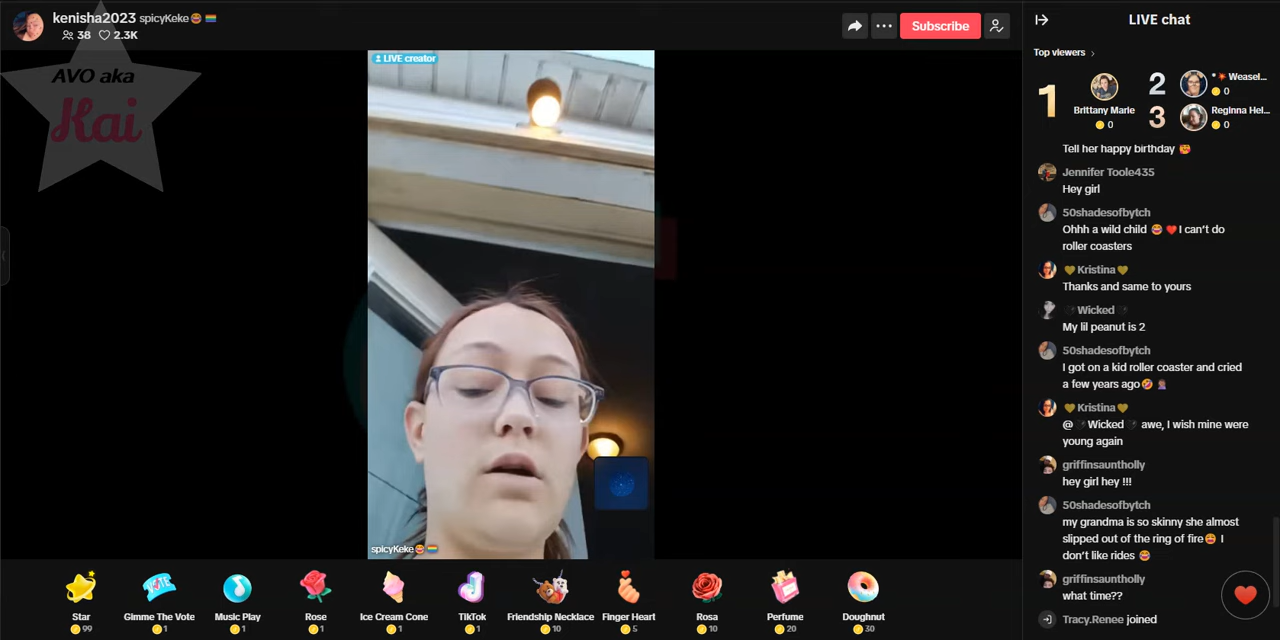 kenisha2023 spicyKeke🤩🏳️‍🌈
38 2.3K
AVO aka
Kai
Subscribe
LIVE creator
spicyKeke🤩🏳️‍🌈
Star
99
Gimme The Vote
1
Music Play
1
Rose
1
Ice Cream Cone
1
TikTok
1
Friendship Necklace
10
Finger Heart
5
Rosa
10
Perfume
20
Doughnut
30
LIVE chat
Top viewers
1
Brittany Marie
0
2
Weasel...
0
3
Reginna Hel...
0
Tell her happy birthday 🥰
Jennifer Toole435
Hey girl
50shadesofbytch
Ohhh a wild child 😂❤️I can't do
roller coasters
💛Kristina💛
Thanks and same to yours
🖤Wicked🖤
My lil peanut is 2
50shadesofbytch
I got on a kid roller coaster and cried
a few years ago🤣🤦🏽‍♀️
💛Kristina💛
@🖤Wicked🖤 awe, I wish mine were
young again
griffinsauntholly
hey girl hey !!!
50shadesofbytch
my grandma is so skinny she almost
slipped out of the ring of fire😂 I
don't like rides 😂
griffinsauntholly
what time??
Tracy.Renee joined